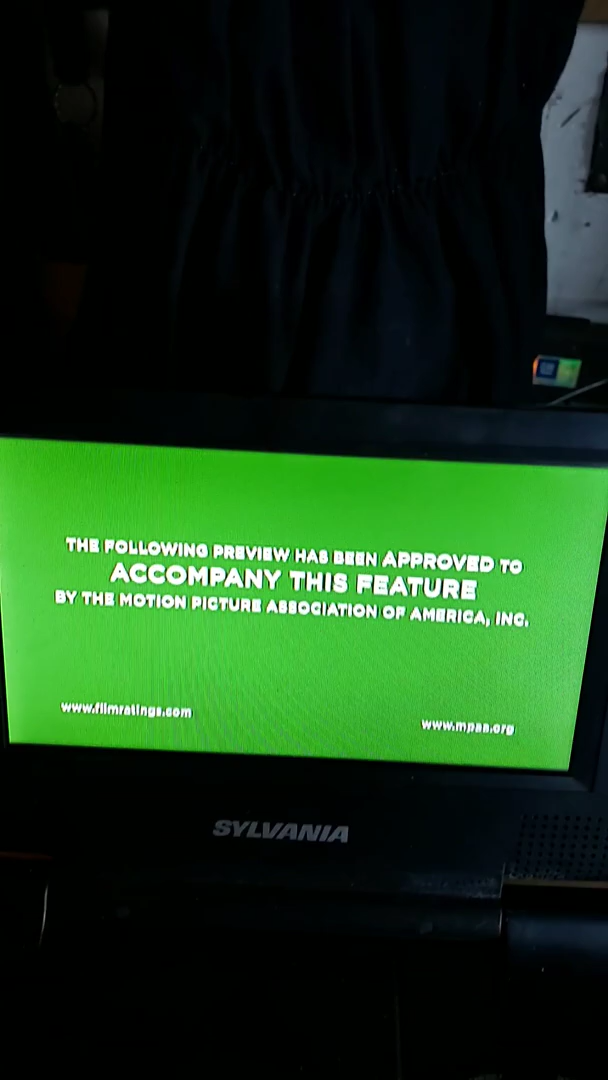 THE FOLLOWING PREVIEW HAS BEEN APPROVED TO
ACCOMPANY THIS FEATURE
BY THE MOTION PICTURE ASSOCIATION OF AMERICA, INC.
www.filmratings.com
www.mpaa.org
SYLVANIA